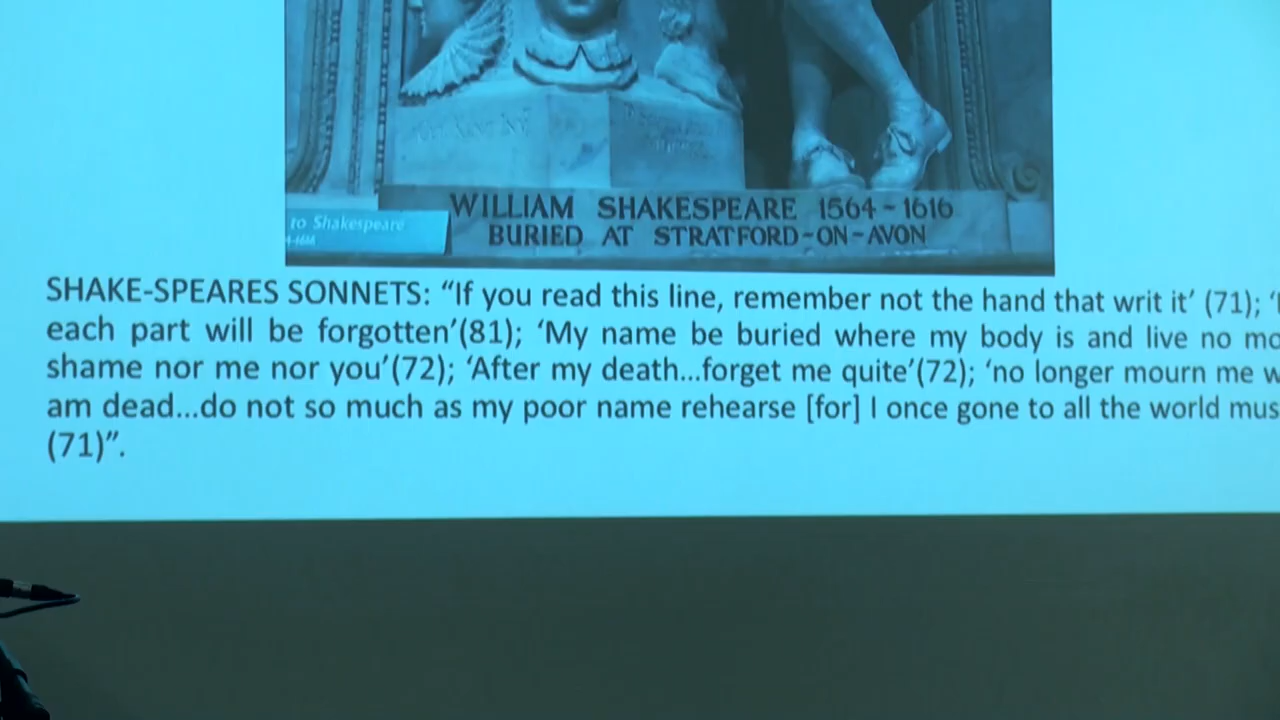 to Shakespeare
WILLIAM SHAKESPEARE 1564~1616
BURIED AT STRATFORD-ON-AVON
SHAKE-SPEARES SONNETS: “If you read this line, remember not the hand that writ it’ (71);
each part will be forgotten’(81); ‘My name be buried where my body is and live no
shame nor me nor you’(72); ‘After my death...forget me quite’(72); ‘no longer mourn me
am dead...do not so much as my poor name rehearse [for] I once gone to all the world
(71)”.